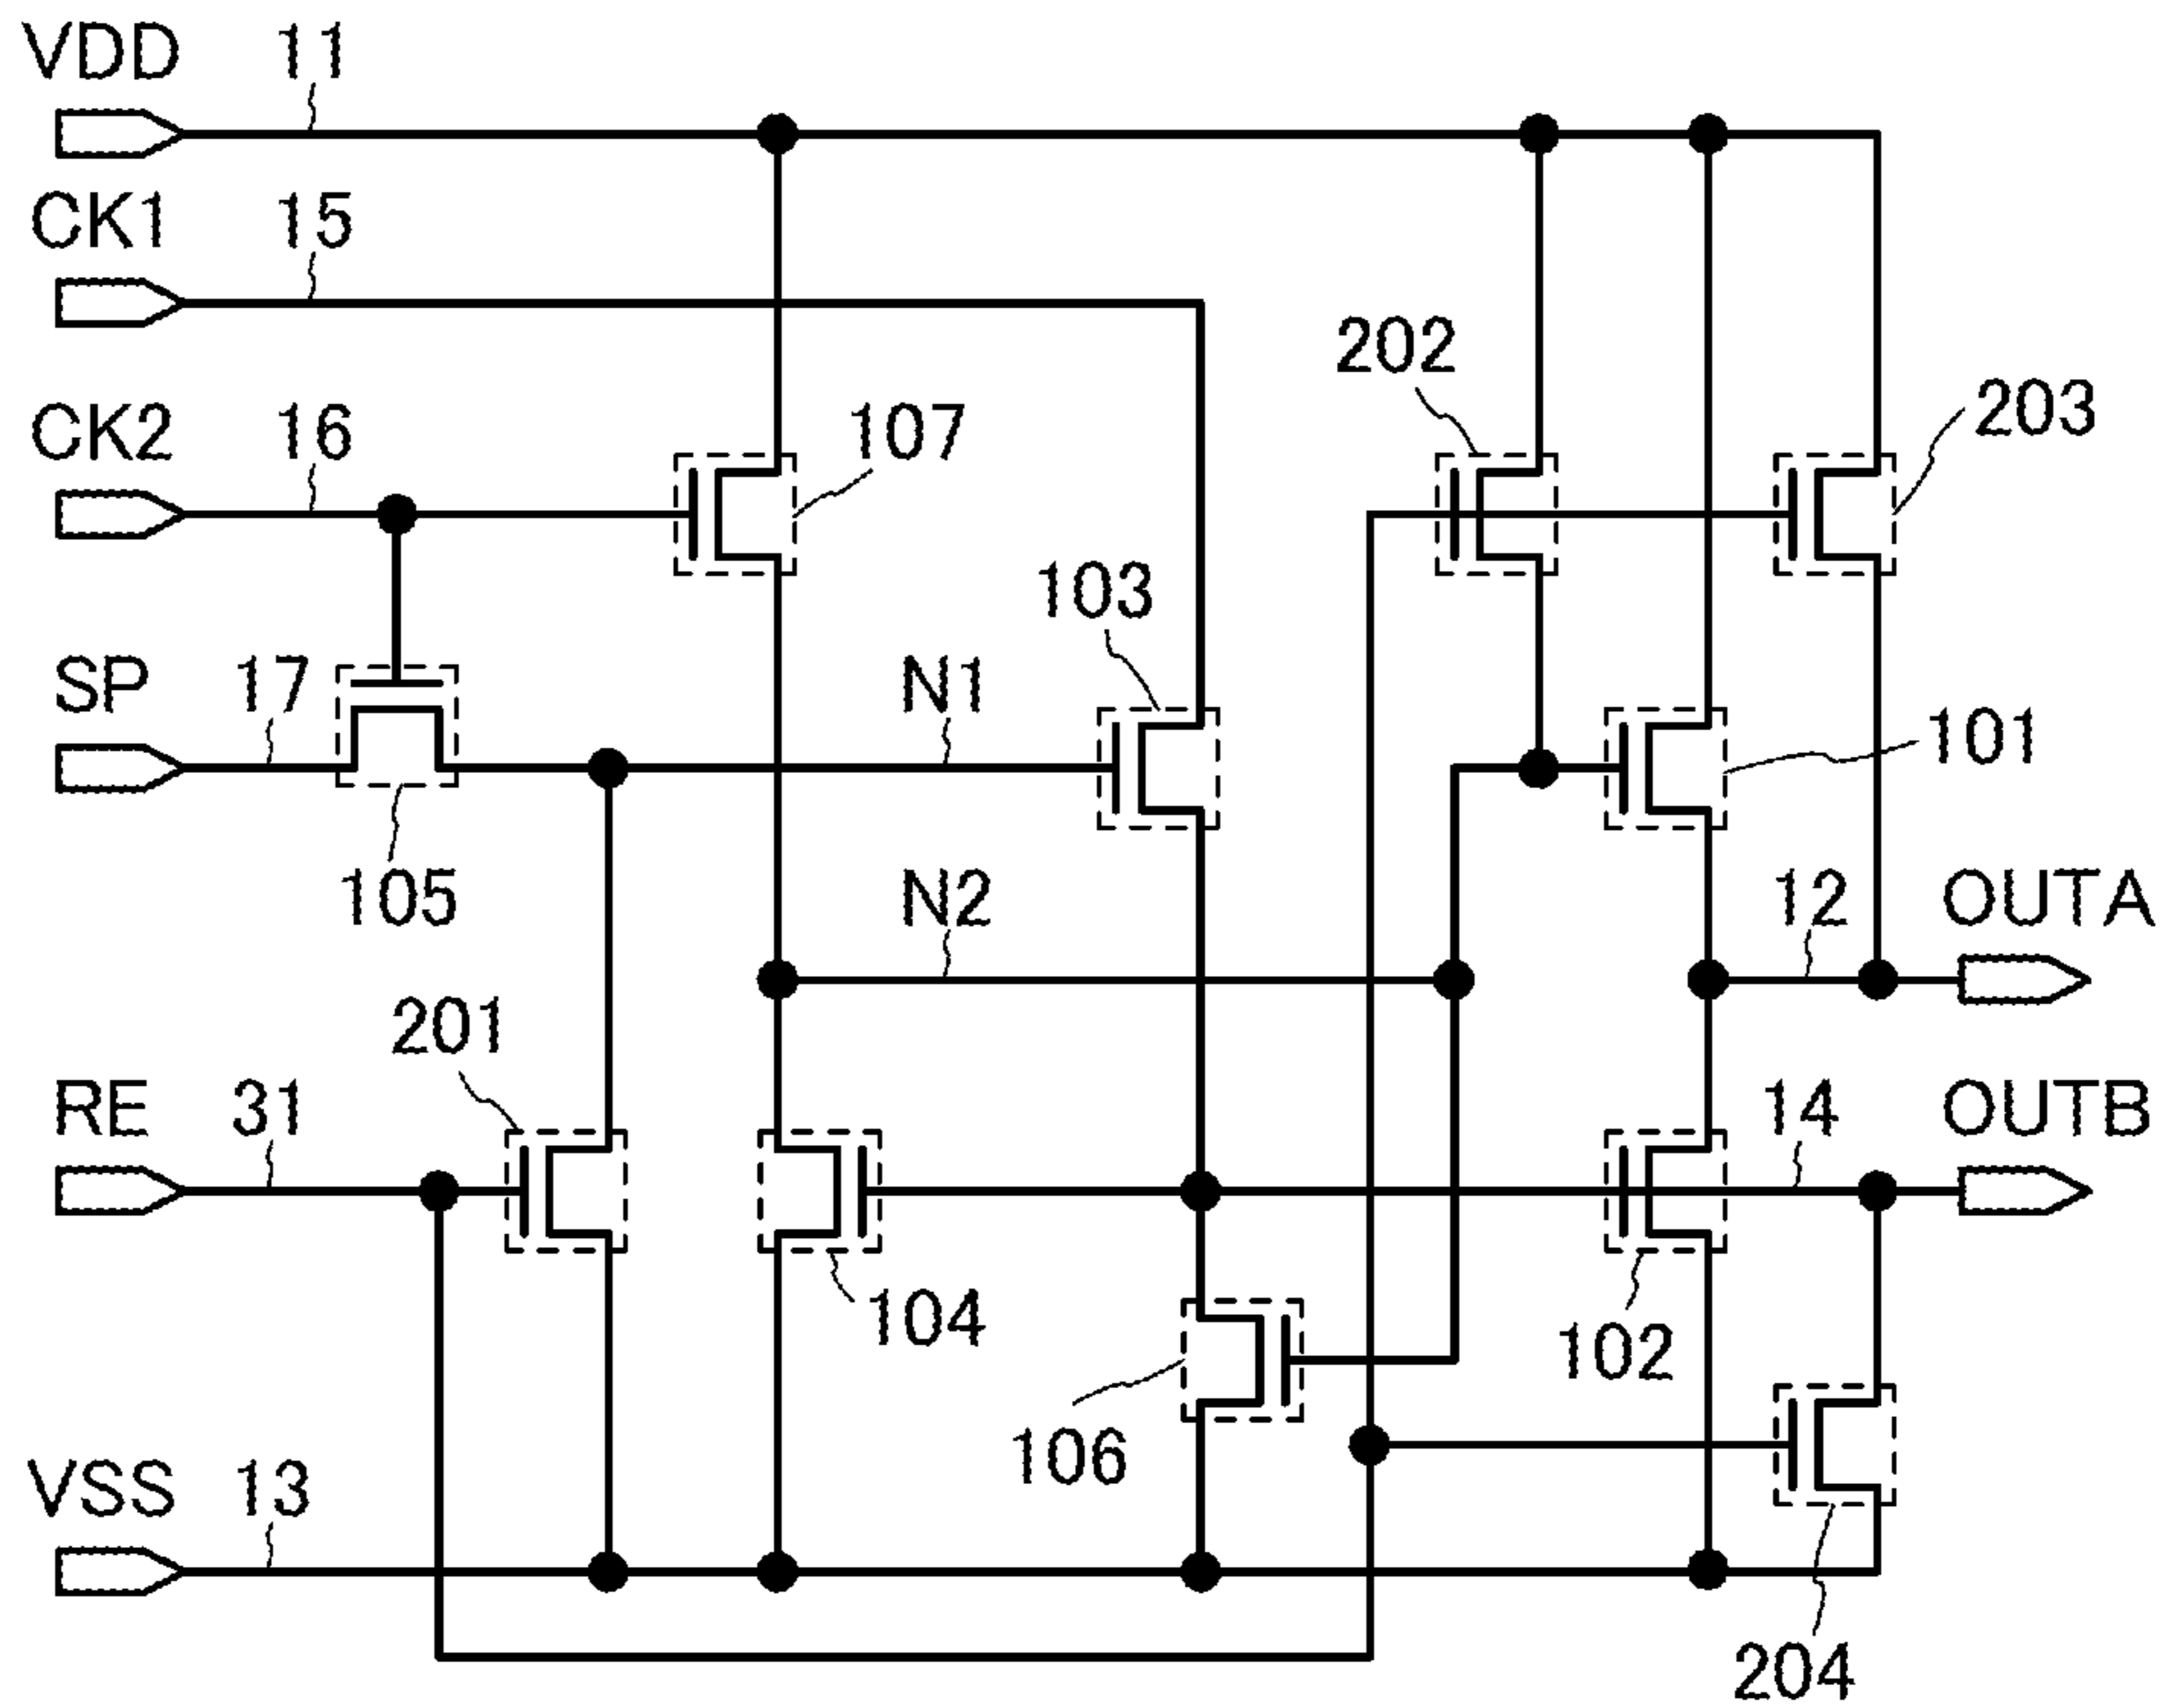 VDD 11
CK1 15
202
203
CK2 16 107
103
SP 17 N1 101
105 N2 12 OUTA
201
RE 31 14 OUTB
104 102
106
VSS 13
204